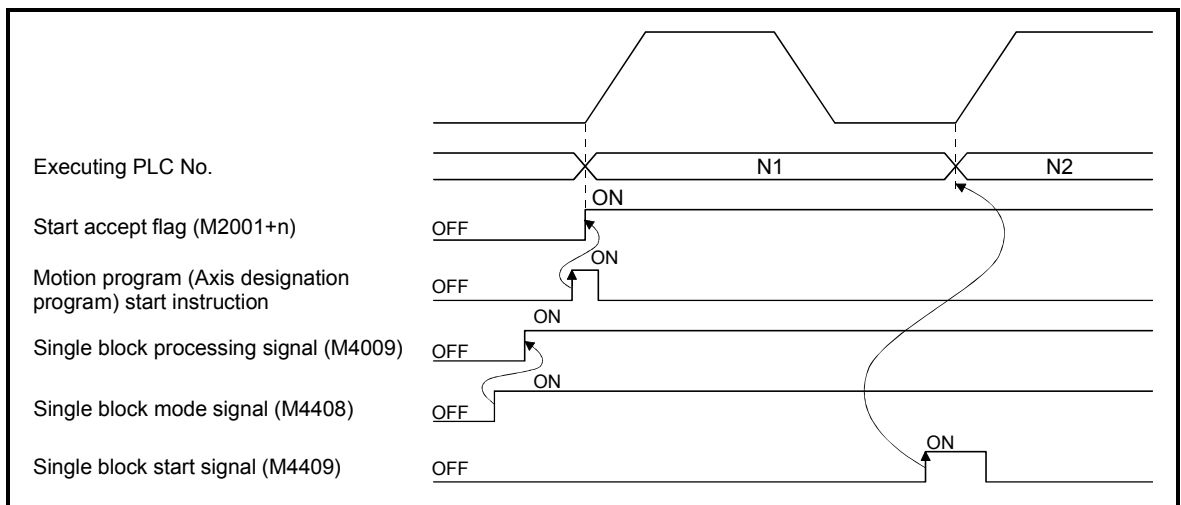 Executing PLC No.
N1
N2
ON
Start accept flag (M2001+n)
OFF
ON
Motion program (Axis designation
program) start instruction
OFF
ON
Single block processing signal (M4009)
OFF
ON
Single block mode signal (M4408)
OFF
ON
Single block start signal (M4409)
OFF